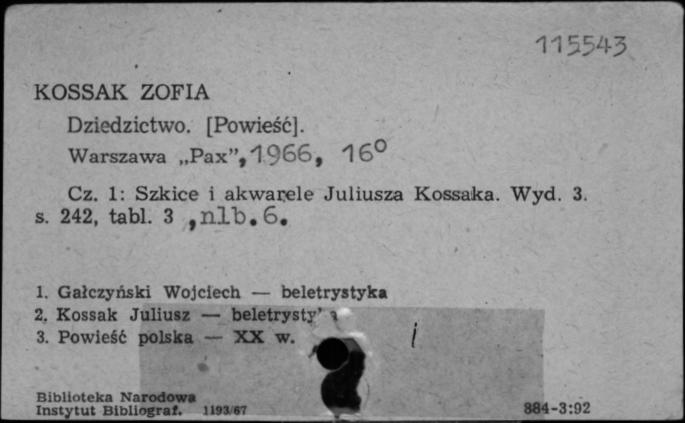 115543
KOSSAK ZOFIA
Dziedzictwo. [Powieść].
Warszawa „Pax”, 1966, 16°
Cz. 1: Szkice i akwarele Juliusza Kossaka. Wyd. 3.
s. 242, tabl. 3 , nlb. 6.
1. Gałczyński Wojciech — beletrystyka
2. Kossak Juliusz — beletrysty
3. Powieść polska — XX w.
i
Biblioteka Narodowa
Instytut Bibliograf. 1193/67 884-3:92